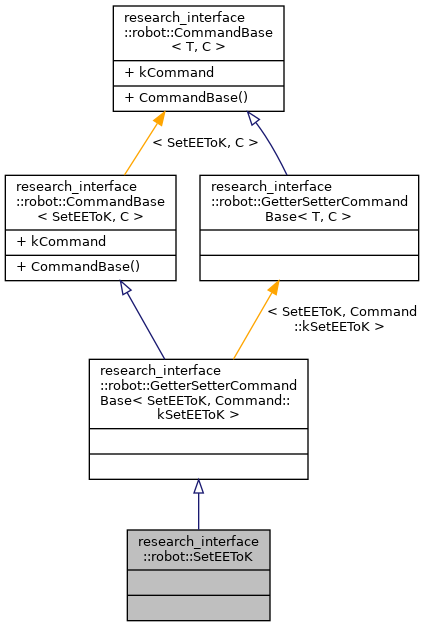 research_interface
::robot::CommandBase
< T, C >
+ kCommand
+ CommandBase()
< SetEEToK, C >
research_interface
::robot::CommandBase
< SetEEToK, C >
+ kCommand
+ CommandBase()
research_interface
::robot::GetterSetterCommand
Base< T, C >
< SetEEToK, Command
::kSetEEToK >
research_interface
::robot::GetterSetterCommand
Base< SetEEToK, Command::
kSetEEToK >
research_interface
::robot::SetEEToK